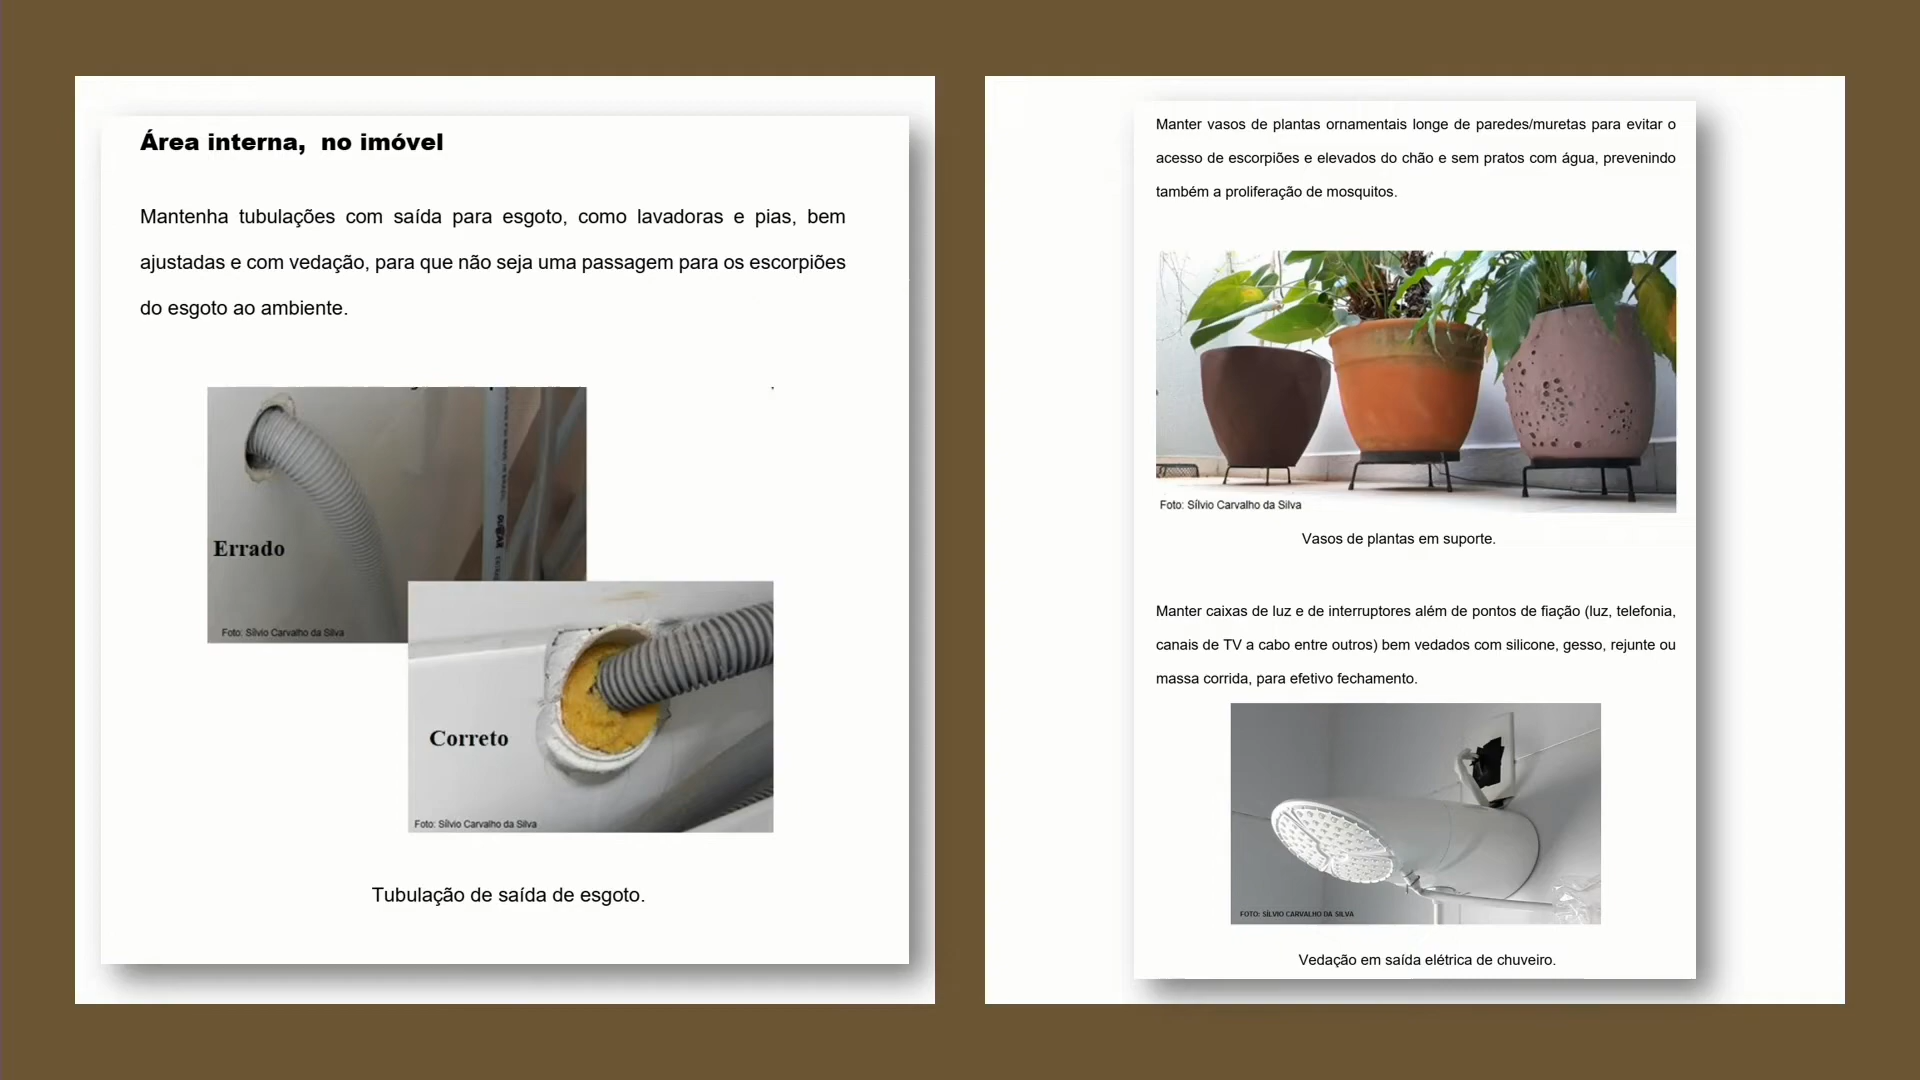 Área interna, no imóvel
Mantenha tubulações com saída para esgoto, como lavadoras e pias, bem
ajustadas e com vedação, para que não seja uma passagem para os escorpiões
do esgoto ao ambiente.
Errado
Foto: Sílvio Carvalho da Silva
Correto
Foto: Sílvio Carvalho da Silva
Tubulação de saída de esgoto.
Manter vasos de plantas ornamentais longe de paredes/muretas para evitar o
acesso de escorpiões e elevados do chão e sem pratos com água, prevenindo
também a proliferação de mosquitos.
Foto: Sílvio Carvalho da Silva
Vasos de plantas em suporte.
Manter caixas de luz e de interruptores além de pontos de fiação (luz, telefonia,
canais de TV a cabo entre outros) bem vedados com silicone, gesso, rejunte ou
massa corrida, para efetivo fechamento.
FOTO: SÍLVIO CARVALHO DA SILVA
Vedação em saída elétrica de chuveiro.